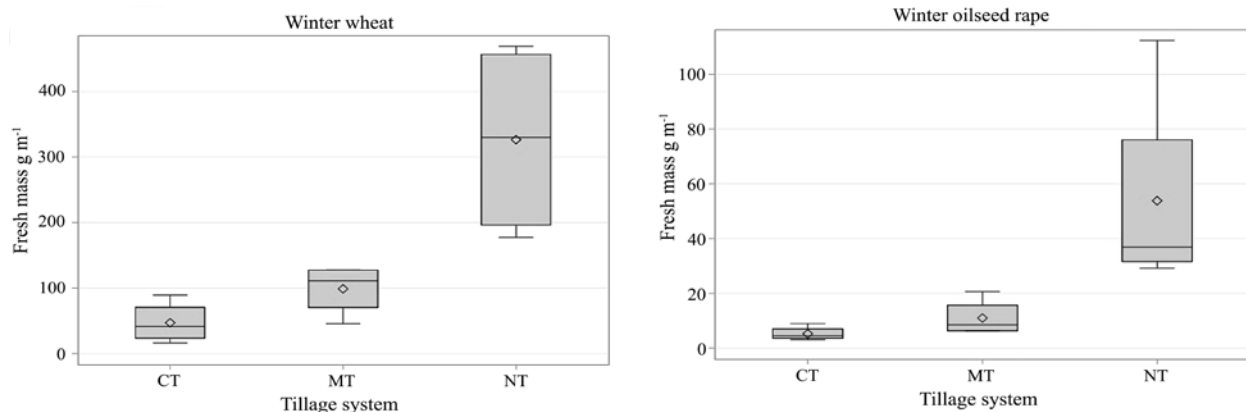 Winter wheat
Fresh mass g m⁻¹
400
300
200
100
0
CT MT NT
Tillage system
Winter oilseed rape
Fresh mass g m⁻¹
100
80
60
40
20
0
CT MT NT
Tillage system